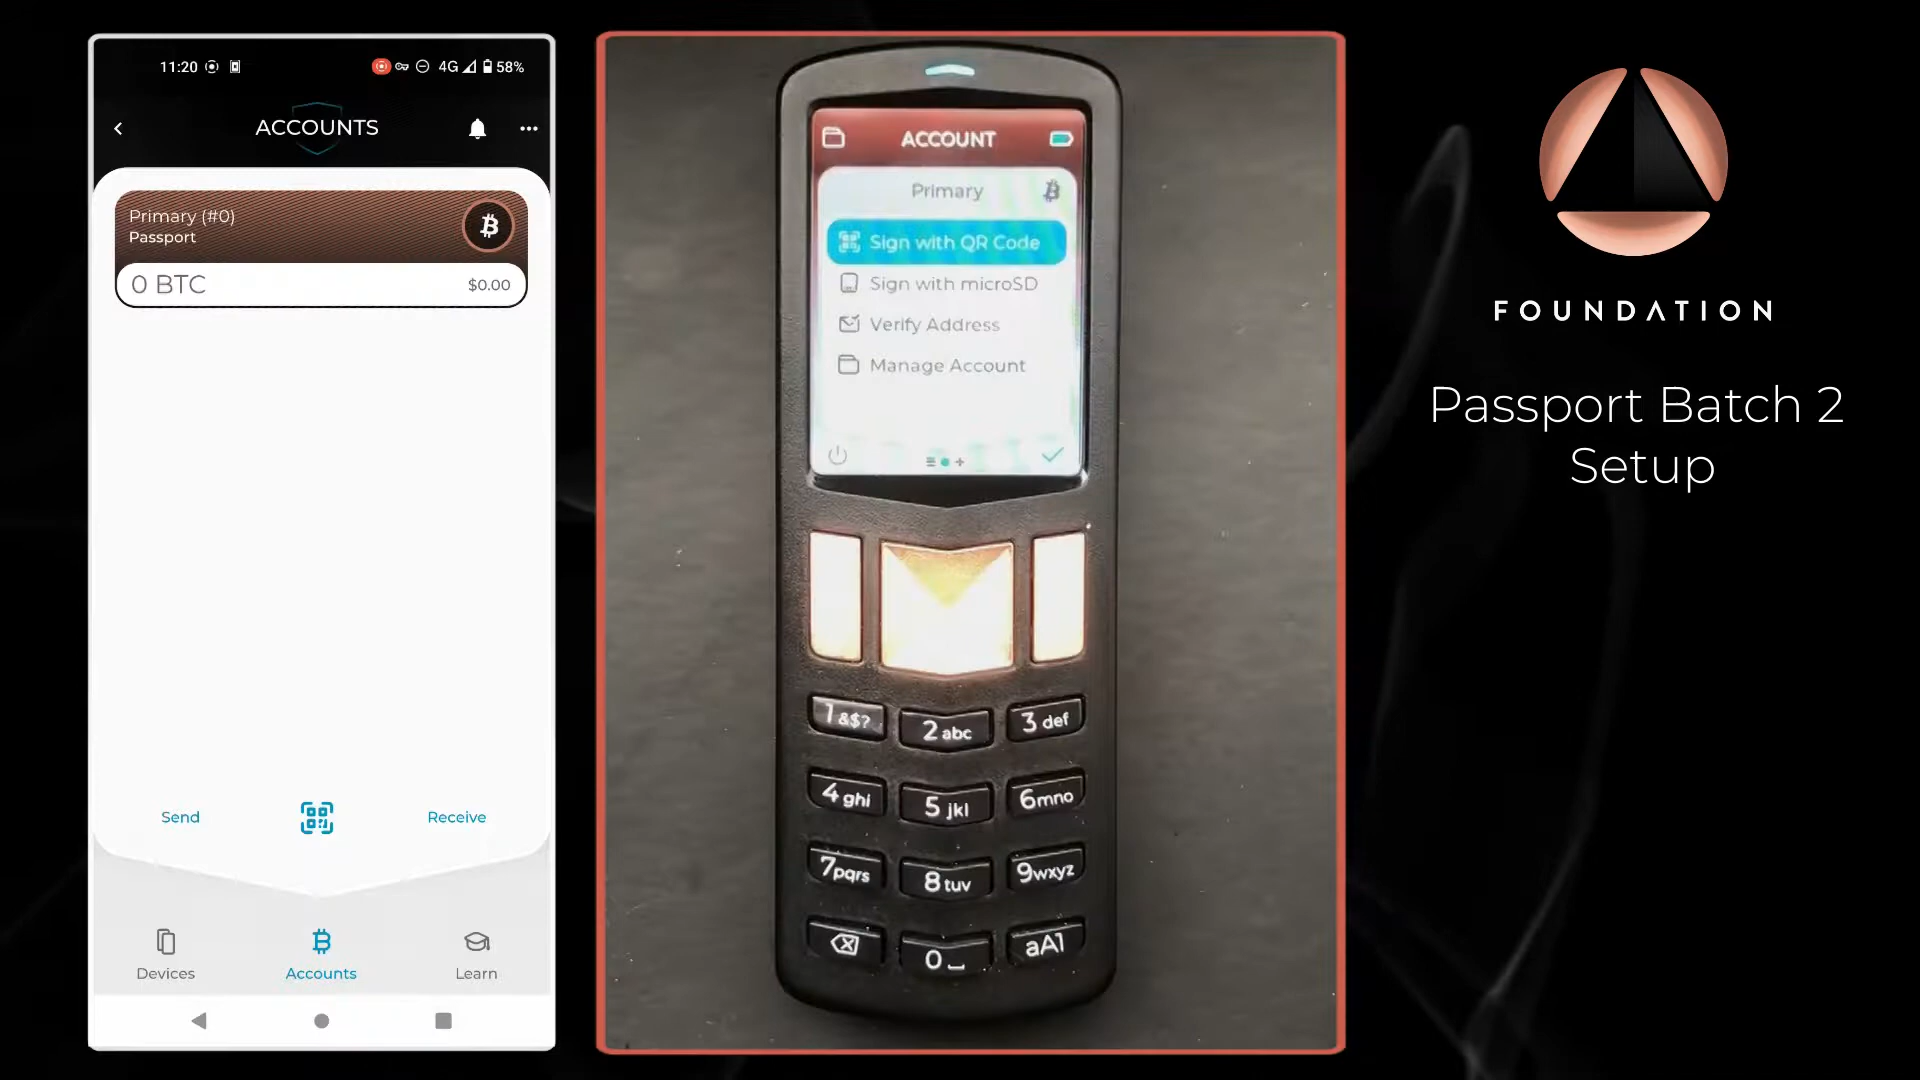 11:20
4G 58%
ACCOUNTS
Primary (#0)
Passport
0 BTC
$0.00
Send
Receive
Devices
Accounts
Learn
ACCOUNT
Primary
Sign with QR Code
Sign with microSD
Verify Address
Manage Account
1 &$?
2 abc
3 def
4 ghi
5 jkl
6 mno
7 pqrs
8 tuv
9 wxyz
0
aA1
FOUNDATION
Passport Batch 2
Setup